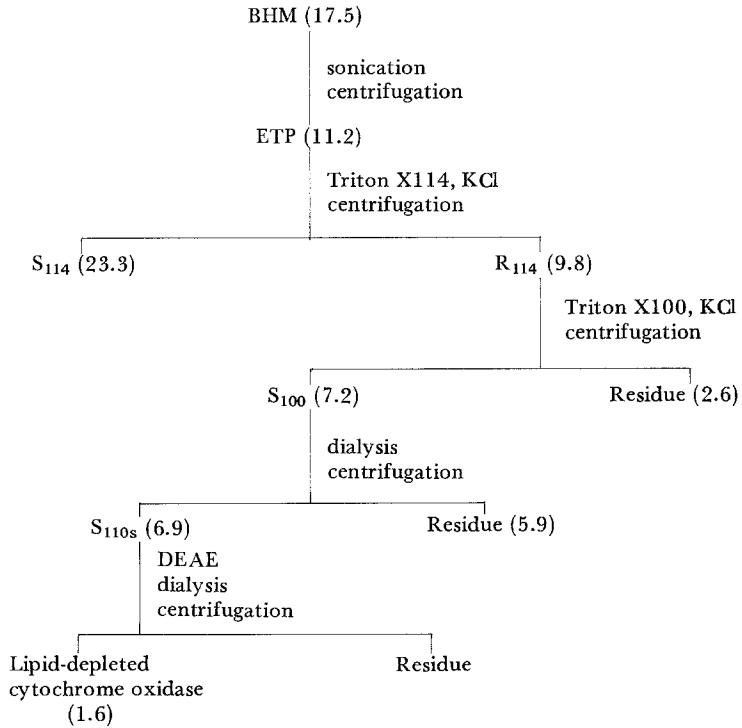 BHM (17.5)
sonication
centrifugation
ETP (11.2)
Triton X114, KCl
centrifugation
S₁₁₄ (23.3)
R₁₁₄ (9.8)
Triton X100, KCl
centrifugation
S₁₀₀ (7.2)
Residue (2.6)
dialysis
centrifugation
S₁₁₀ₛ (6.9)
Residue (5.9)
DEAE
dialysis
centrifugation
Lipid-depleted
cytochrome oxidase
(1.6)
Residue